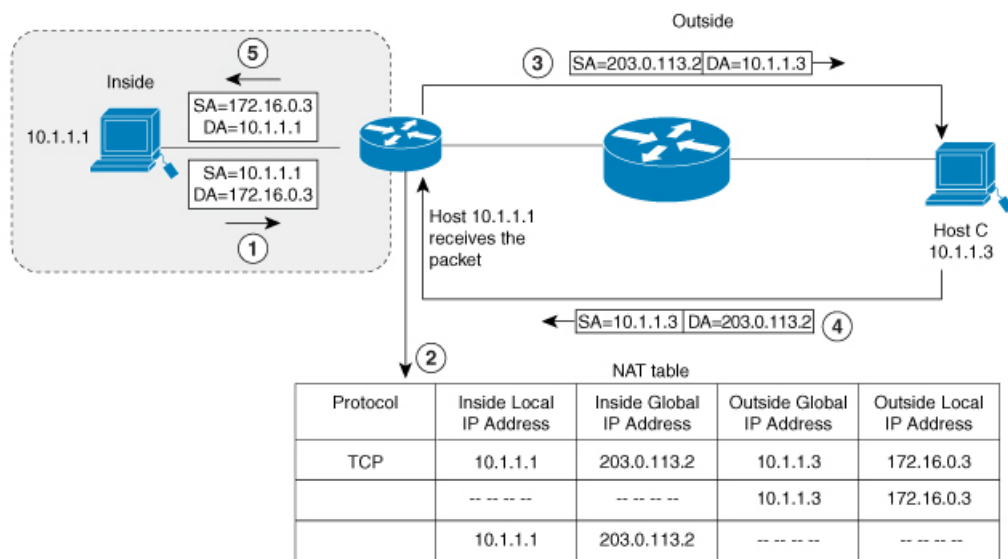 Outside
③ SA=203.0.113.2 DA=10.1.1.3
⑤
Inside
SA=172.16.0.3
DA=10.1.1.1
10.1.1.1
SA=10.1.1.1
DA=172.16.0.3
①
Host 10.1.1.1
receives the
packet
Host C
10.1.1.3
SA=10.1.1.3 DA=203.0.113.2 ④
②
NAT table
Protocol Inside Local IP Address Inside Global IP Address Outside Global IP Address Outside Local IP Address
TCP 10.1.1.1 203.0.113.2 10.1.1.3 172.16.0.3
-- -- -- -- -- -- -- -- 10.1.1.3 172.16.0.3
10.1.1.1 203.0.113.2 -- -- -- -- -- -- -- --